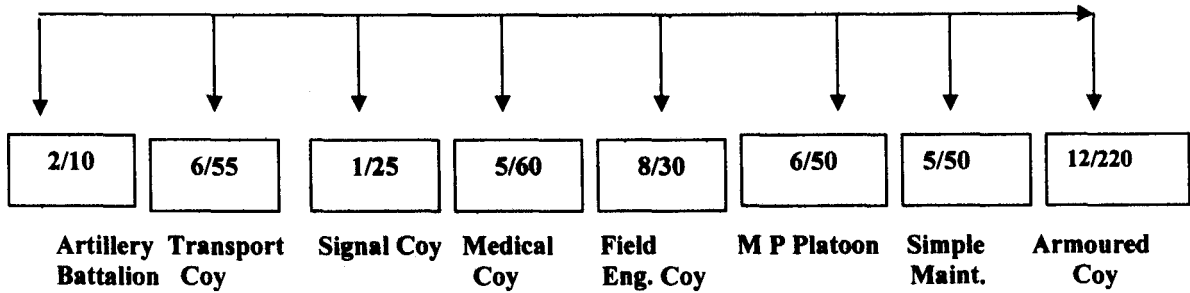 2/10 6/55 1/25 5/60 8/30 6/50 5/50 12/220
Artillery Transport Signal Coy Medical Field M P Platoon Simple Armoured
Battalion Coy Coy Eng. Coy Maint. Coy